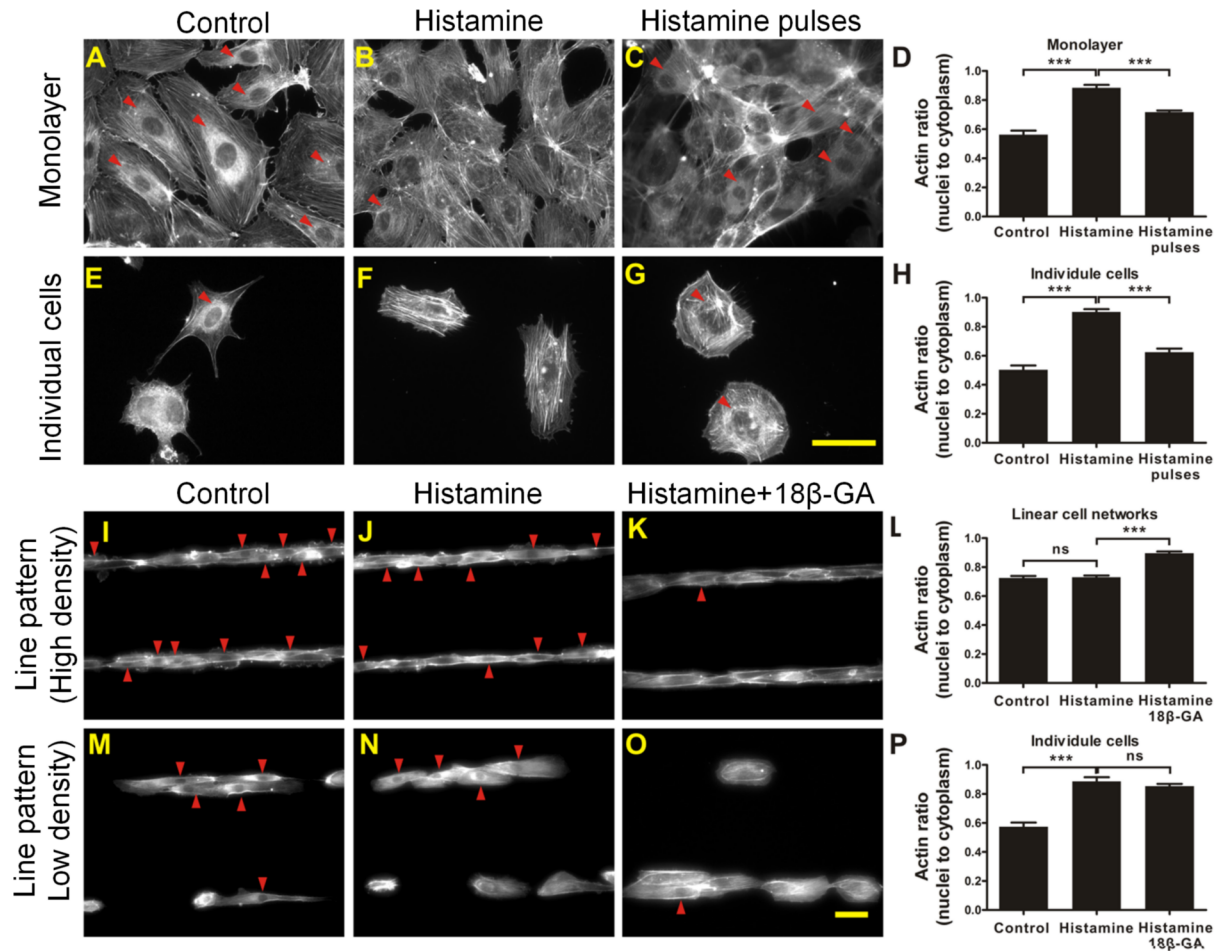 Control
Histamine
Histamine pulses
Monolayer
A
B
C
D
Monolayer
***
***
Actin ratio
(nuclei to cytoplasm)
1.0
0.8
0.6
0.4
0.2
0.0
Control
Histamine
Histamine
pulses
Individual cells
E
F
G
H
Individule cells
***
***
Actin ratio
(nuclei to cytoplasm)
1.0
0.8
0.6
0.4
0.2
0.0
Control
Histamine
Histamine
pulses
Control
Histamine
Histamine+18β-GA
Line pattern
(High density)
I
J
K
L
Linear cell networks
ns
***
Actin ratio
(nuclei to cytoplasm)
1.0
0.8
0.6
0.4
0.2
0.0
Control
Histamine
Histamine
18β-GA
Line pattern
Low density)
M
N
O
P
Individule cells
***
ns
Actin ratio
(nuclei to cytoplasm)
1.0
0.8
0.6
0.4
0.2
0.0
Control
Histamine
Histamine
18β-GA